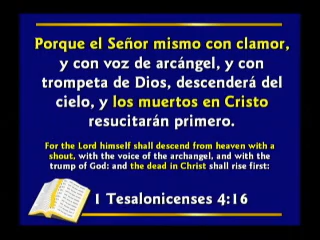 Porque el Señor mismo con clamor,
y con voz de arcángel, y con
trompeta de Dios, descenderá del
cielo, y los muertos en Cristo
resucitarán primero.
For the Lord himself shall descend from heaven with a
shout, with the voice of the archangel, and with the
trump of God: and the dead in Christ shall rise first:
1 Tesalonicenses 4:16